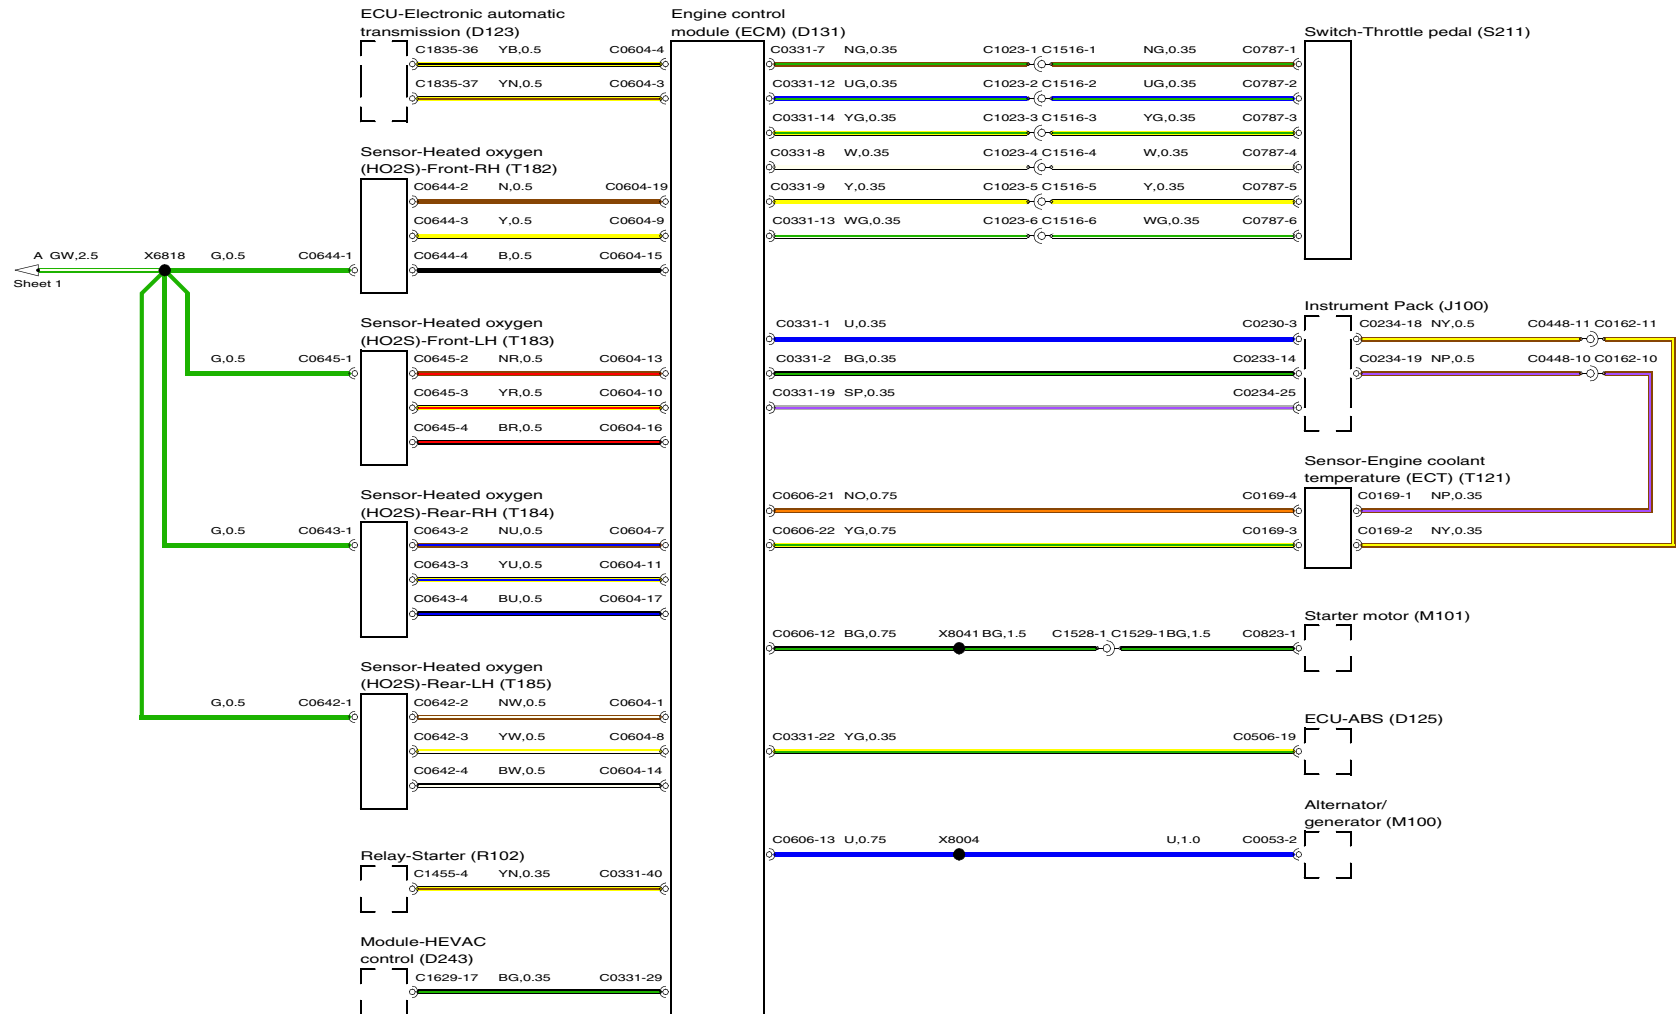 ECU-Electronic automatic
transmission (D123)
C1835-36 YB,0.5 C0604-4
C1835-37 YN,0.5 C0604-3
Sensor-Heated oxygen
(HO2S)-Front-RH (T182)
C0644-2 N,0.5 C0604-19
C0644-3 Y,0.5 C0604-9
C0644-4 B,0.5 C0604-15
A GW,2.5 X6818 G,0.5 C0644-1
Sheet 1
Sensor-Heated oxygen
(HO2S)-Front-LH (T183)
G,0.5 C0645-1
C0645-2 NR,0.5 C0604-13
C0645-3 YR,0.5 C0604-10
C0645-4 BR,0.5 C0604-16
Sensor-Heated oxygen
(HO2S)-Rear-RH (T184)
G,0.5 C0643-1
C0643-2 NU,0.5 C0604-7
C0643-3 YU,0.5 C0604-11
C0643-4 BU,0.5 C0604-17
Sensor-Heated oxygen
(HO2S)-Rear-LH (T185)
G,0.5 C0642-1
C0642-2 NW,0.5 C0604-1
C0642-3 YW,0.5 C0604-8
C0642-4 BW,0.5 C0604-14
Relay-Starter (R102)
C1455-4 YN,0.35 C0331-40
Module-HEVAC
control (D243)
C1629-17 BG,0.35 C0331-29
Engine control
module (ECM) (D131)
Switch-Throttle pedal (S211)
C0331-7 NG,0.35 C1023-1 C1516-1 NG,0.35 C0787-1
C0331-12 UG,0.35 C1023-2 C1516-2 UG,0.35 C0787-2
C0331-14 YG,0.35 C1023-3 C1516-3 YG,0.35 C0787-3
C0331-8 W,0.35 C1023-4 C1516-4 W,0.35 C0787-4
C0331-9 Y,0.35 C1023-5 C1516-5 Y,0.35 C0787-5
C0331-13 WG,0.35 C1023-6 C1516-6 WG,0.35 C0787-6
Instrument Pack (J100)
C0331-1 U,0.35 C0230-3
C0331-2 BG,0.35 C0233-14
C0331-19 SP,0.35 C0234-25
C0234-18 NY,0.5 C0448-11 C0162-11
C0234-19 NP,0.5 C0448-10 C0162-10
Sensor-Engine coolant
temperature (ECT) (T121)
C0606-21 NO,0.75 C0169-4
C0606-22 YG,0.75 C0169-3
C0169-1 NP,0.35
C0169-2 NY,0.35
Starter motor (M101)
C0606-12 BG,0.75 X8041 BG,1.5 C1528-1 C1529-1 BG,1.5 C0823-1
ECU-ABS (D125)
C0331-22 YG,0.35 C0506-19
Alternator/
generator (M100)
C0606-13 U,0.75 X8004 U,1.0 C0053-2